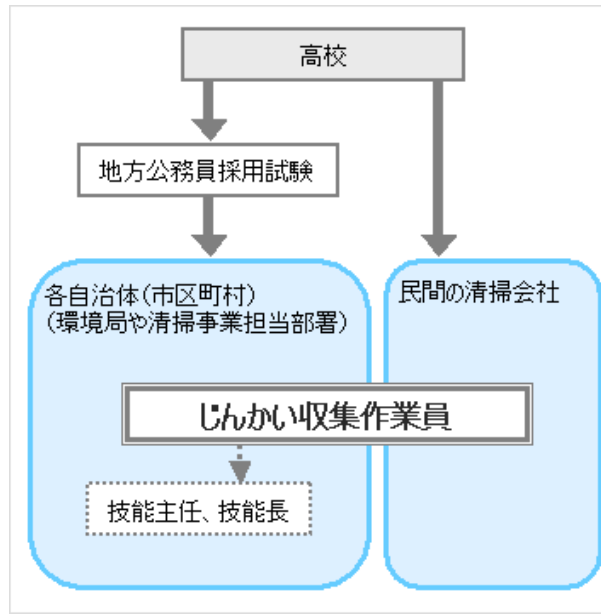 高校
地方公務員採用試験
各自治体(市区町村)
(環境局や清掃事業担当部署)
民間の清掃会社
じんかい収集作業員
技能主任、技能長